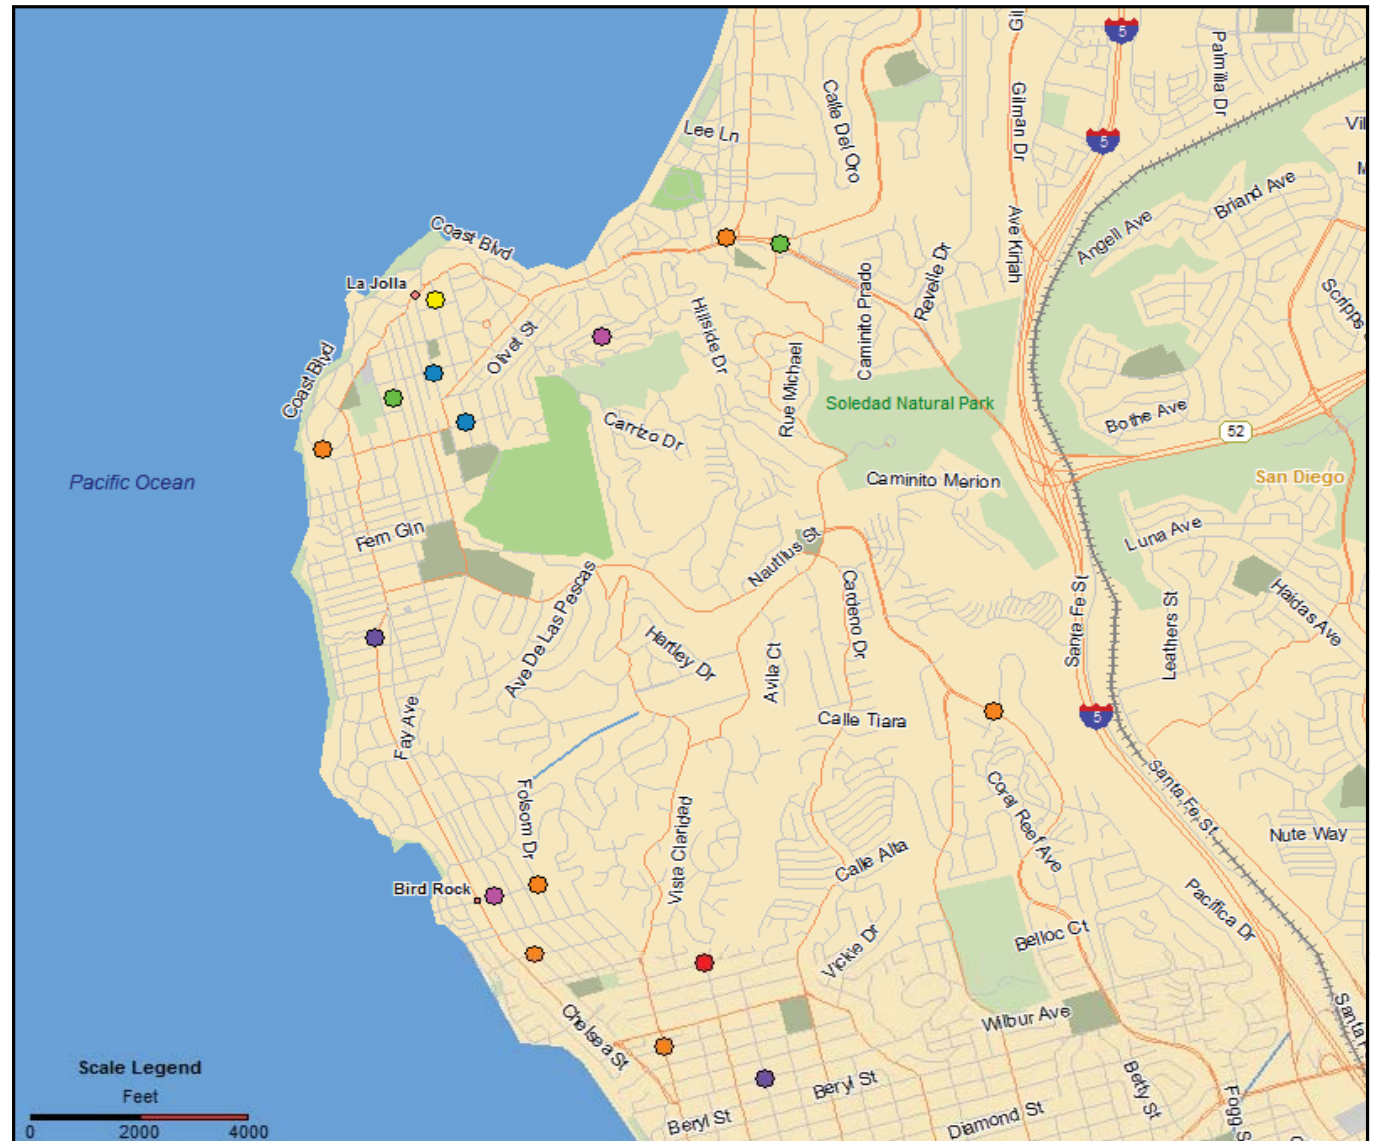 5
Palmilla Dr
Calle Del Oro
Gilman Dr
Lee Ln
5
Briand Ave
Angell Ave
Ave Kirjah
Coast Blvd
La Jolla
Revelle Dr
Caminito Prado
Scripps
Hillside Dr
Olivet St
Coast Blvd
Rue Michael
Soledad Natural Park
Bothe Ave
Carrizo Dr
52
Pacific Ocean
Caminito Merion
San Diego
Fern Gln
Luna Ave
Nautilus St
Ave De Las Pescas
Cardeno Dr
Santa Fe St
Leathers St
Haidas Ave
Hartley Dr
Avila Ct
Fay Ave
Calle Tiara
5
Folsom Dr
Vista Claridad
Coral Reef Ave
Santa Fe St
Nute Way
Calle Alta
Bird Rock
Pacifica Dr
Vickie Dr
Belloc Ct
Chelsea St
Wilbur Ave
Santa F
Scale Legend
Feet
0 2000 4000
Beryl St
Beryl St
Diamond St
Betty St
Fogg S